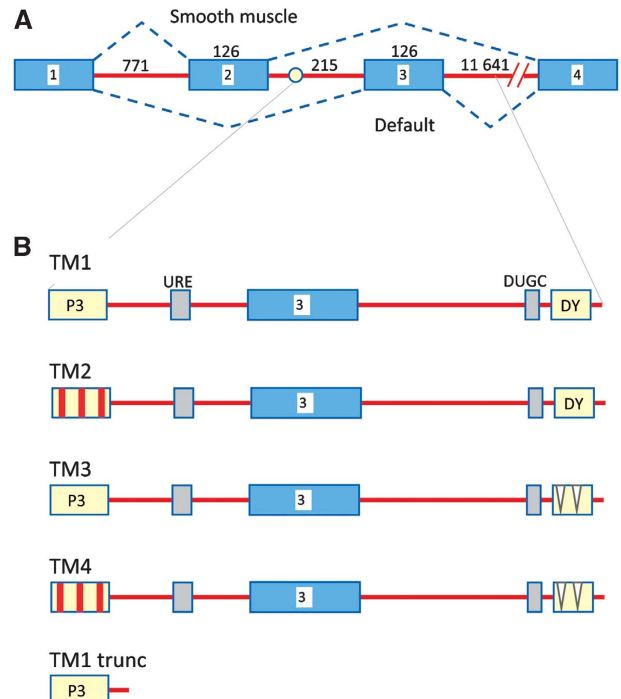 A
Smooth muscle
771 126 215 126 11 641
1 2 3 4
Default
B
TM1
URE DUGC
P3 3 DY
TM2
3 DY
TM3
P3 3
TM4
3
TM1 trunc
P3